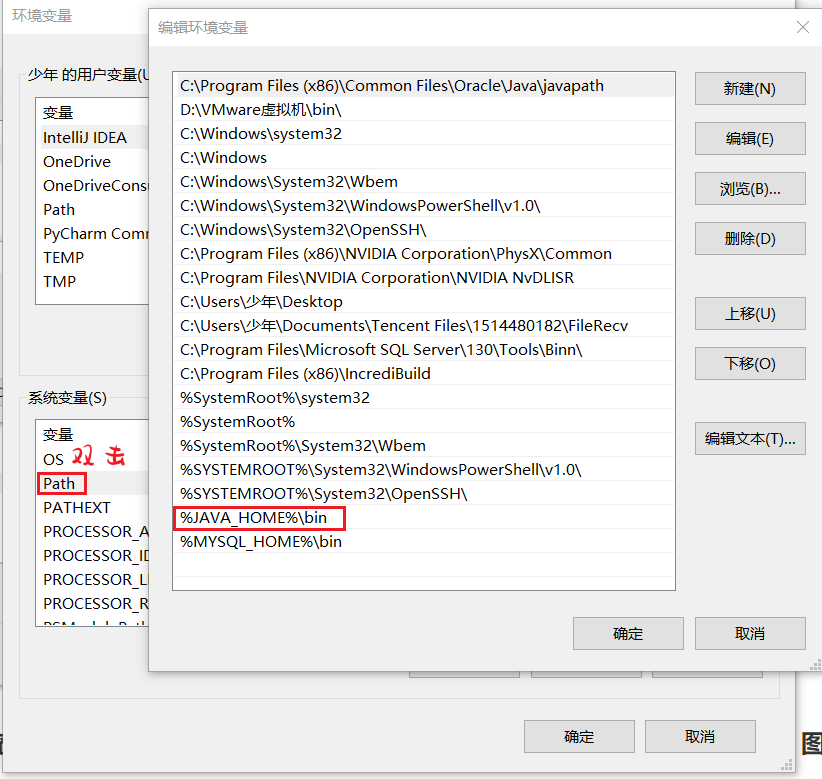 环境变量
编辑环境变量
少年 的用户变量(U
变量
IntelliJ IDEA
OneDrive
OneDriveConsu
Path
PyCharm Comm
TEMP
TMP
系统变量(S)
变量
OS 双击
Path
PATHEXT
PROCESSOR_A
PROCESSOR_ID
PROCESSOR_L
PROCESSOR_R
C:\Program Files (x86)\Common Files\Oracle\Java\javapath
D:\VMware虚拟机\bin\
C:\Windows\system32
C:\Windows
C:\Windows\System32\Wbem
C:\Windows\System32\WindowsPowerShell\v1.0\
C:\Windows\System32\OpenSSH\
C:\Program Files (x86)\NVIDIA Corporation\PhysX\Common
C:\Program Files\NVIDIA Corporation\NVIDIA NvDLISR
C:\Users\少年\Desktop
C:\Users\少年\Documents\Tencent Files\1514480182\FileRecv
C:\Program Files\Microsoft SQL Server\130\Tools\Binn\
C:\Program Files (x86)\IncrediBuild
%SystemRoot%\system32
%SystemRoot%
%SystemRoot%\System32\Wbem
%SYSTEMROOT%\System32\WindowsPowerShell\v1.0\
%SYSTEMROOT%\System32\OpenSSH\
%JAVA_HOME%\bin
%MYSQL_HOME%\bin
新建(N)
编辑(E)
浏览(B)...
删除(D)
上移(U)
下移(O)
编辑文本(T)...
确定
取消
确定
取消
图